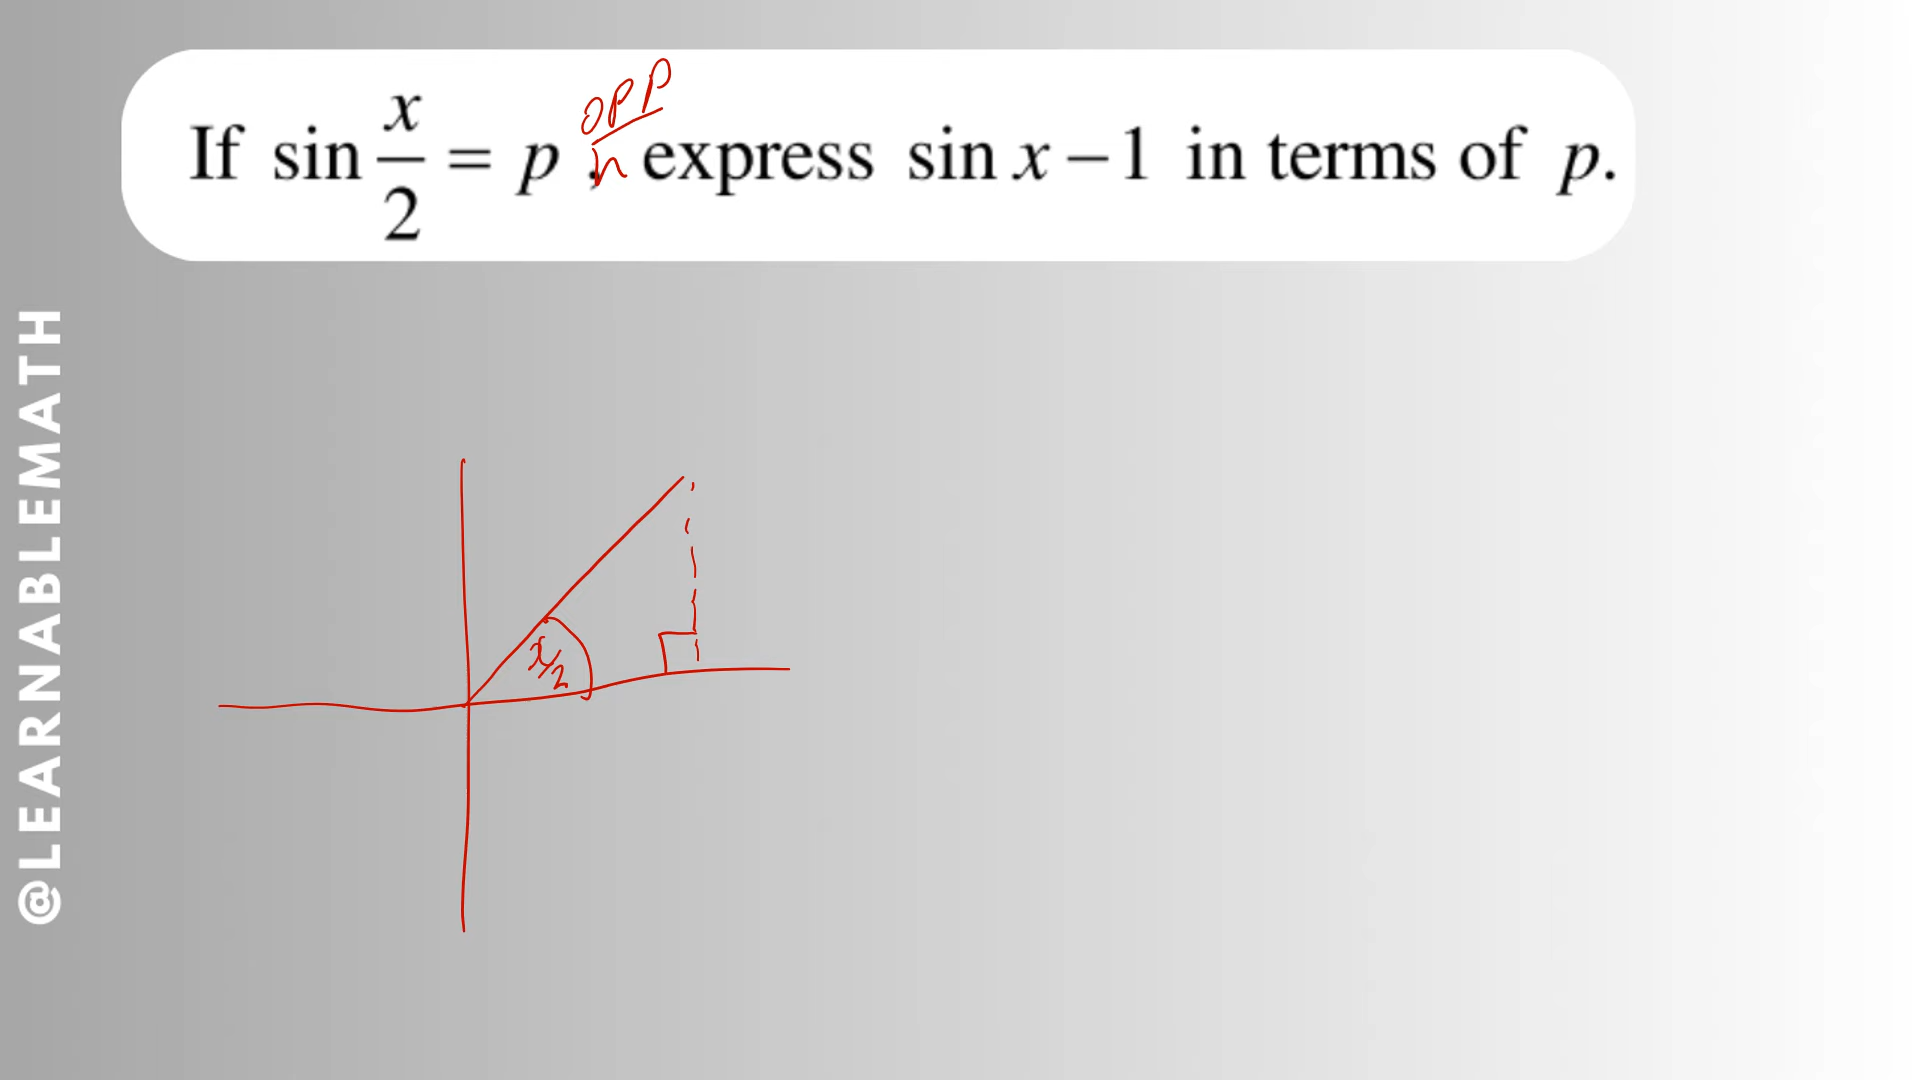 If sin x/2 = p , express sin x − 1 in terms of p.
opp
h
@LEARNABLEMATH
x/2